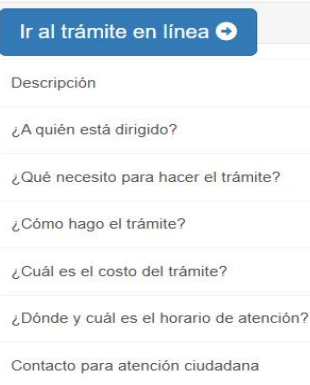 Ir al trámite en línea
Descripción
¿A quién está dirigido?
¿Qué necesito para hacer el trámite?
¿Cómo hago el trámite?
¿Cuál es el costo del trámite?
¿Dónde y cuál es el horario de atención?
Contacto para atención ciudadana